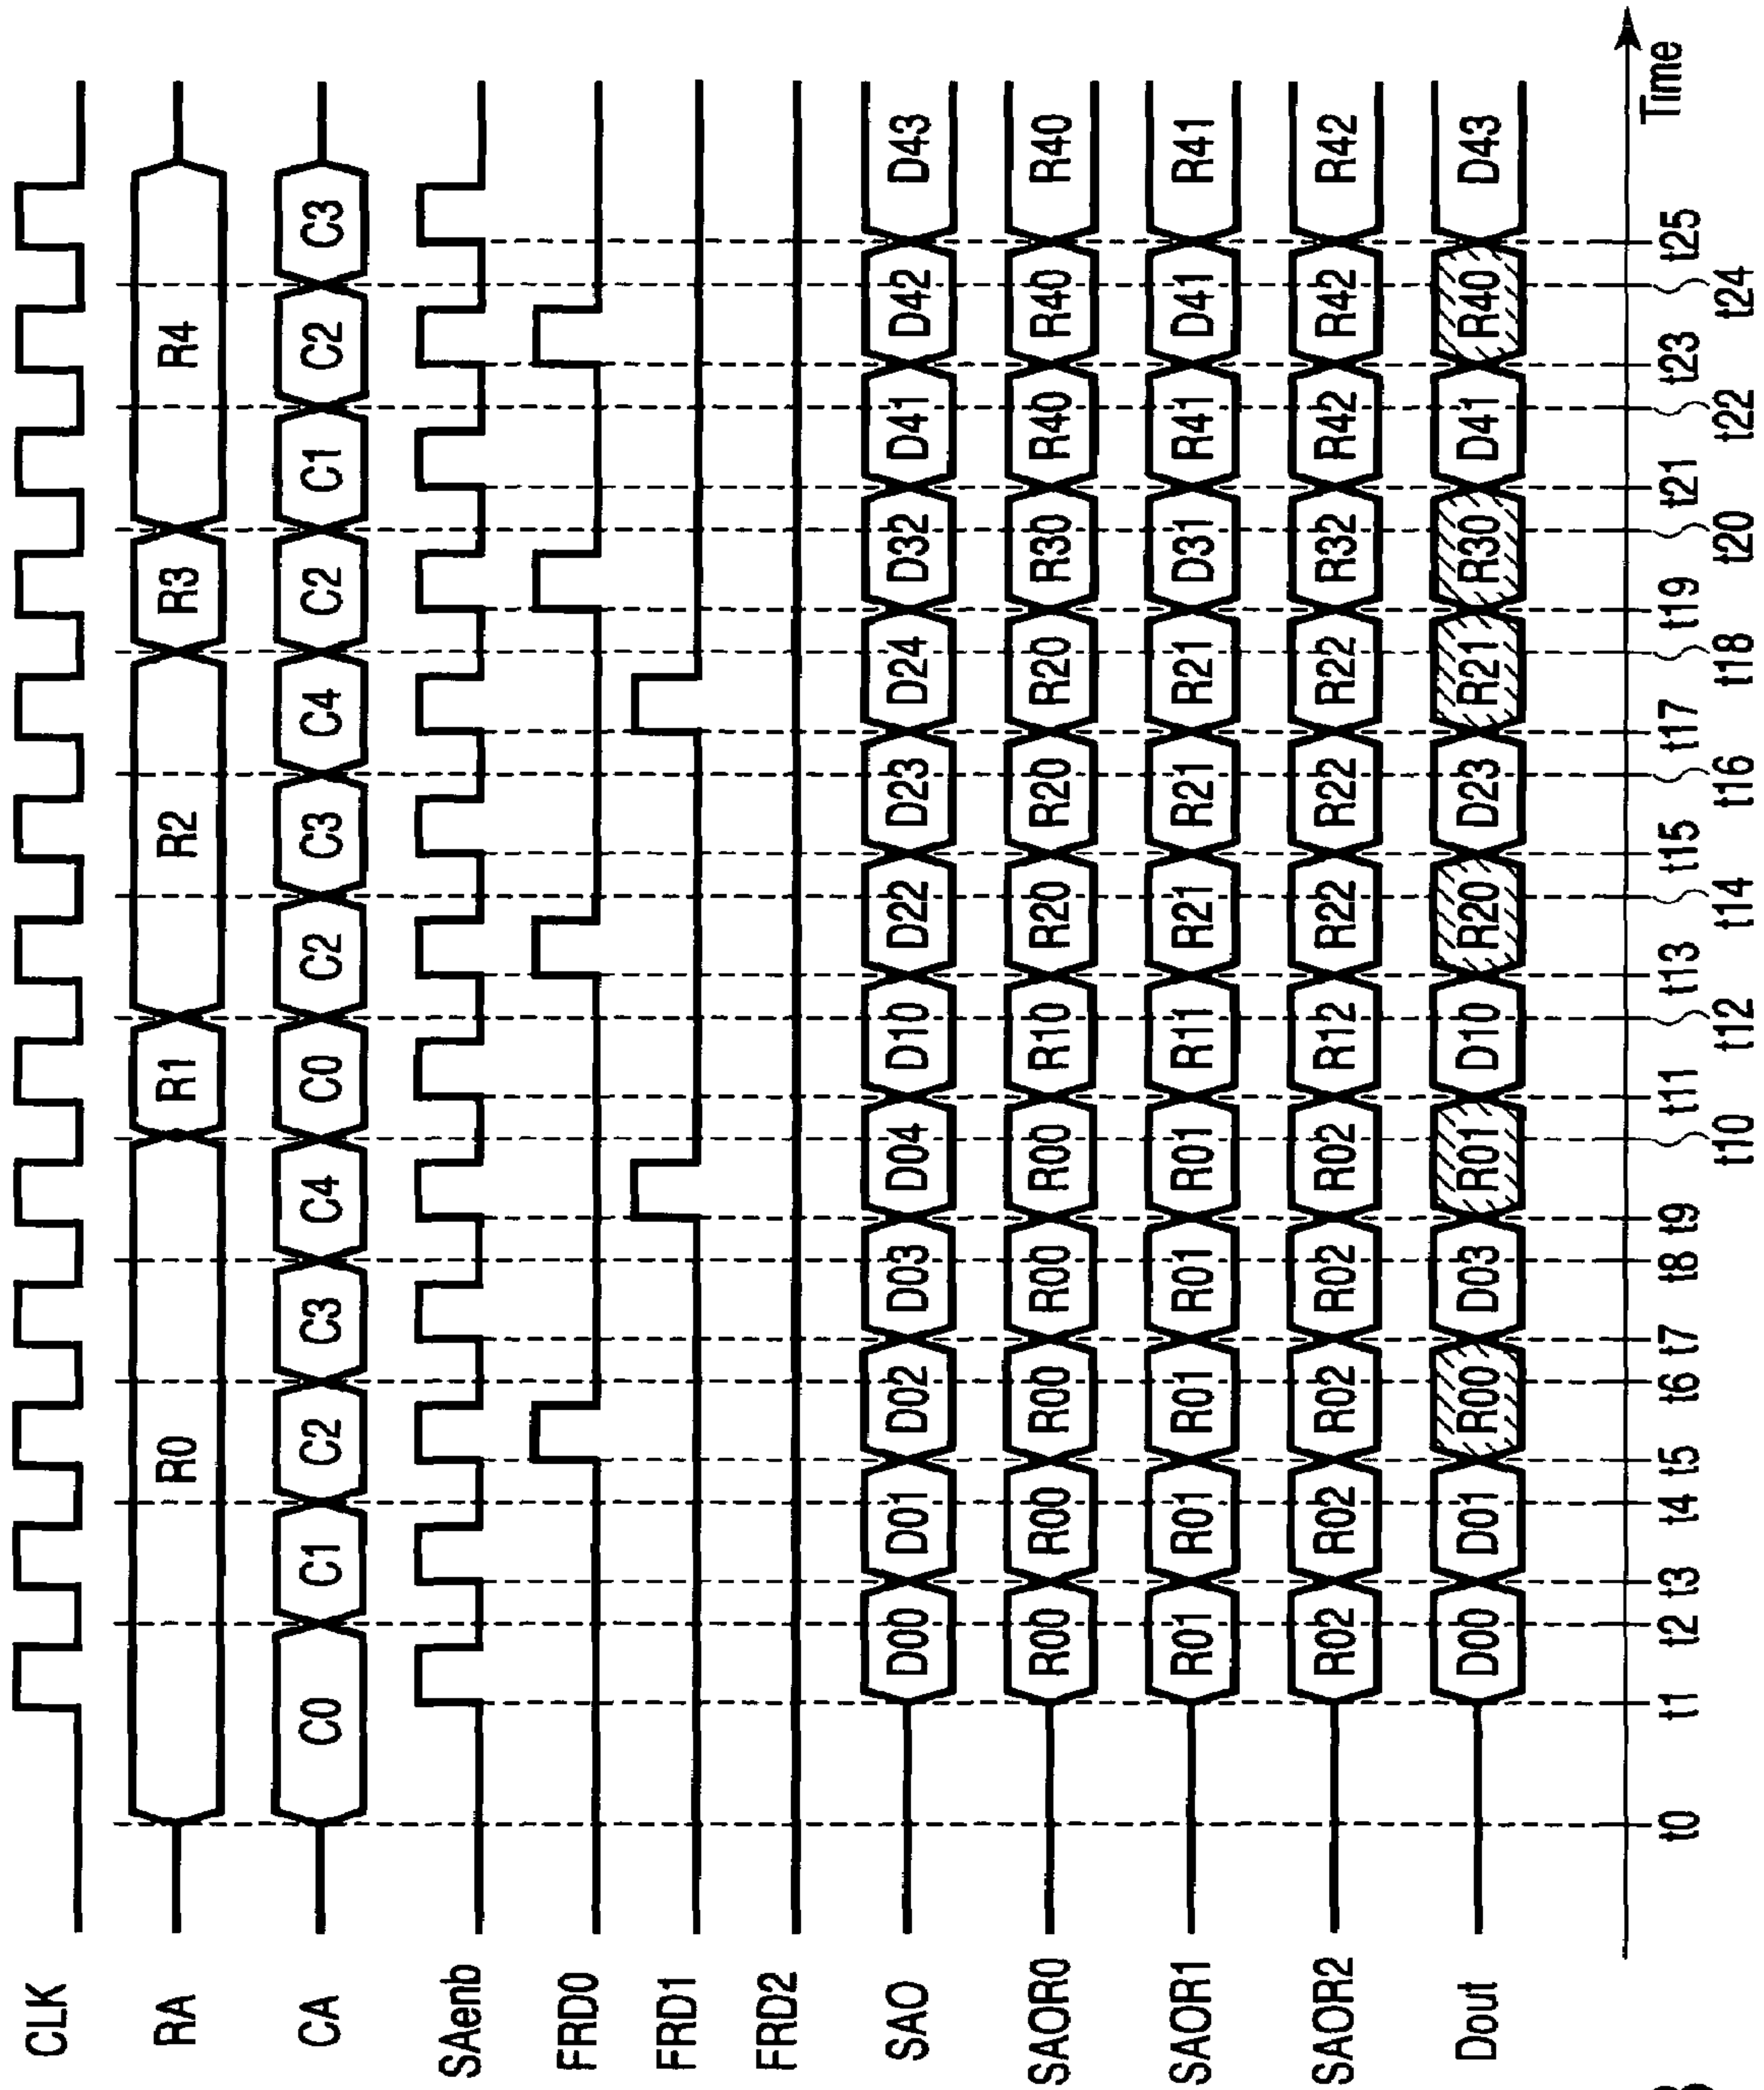 CLK
RA R0 R1 R2 R3 R4
CA C0 C1 C2 C3 C4 C0 C2 C3 C4 C2 C1 C2 C3
SAenb
FRD0
FRD1
FRD2
SAO D00 D01 D02 D03 D04 D10 D22 D23 D24 D32 D41 D42 D43
SAOR0 R00 R00 R00 R00 R00 R10 R20 R20 R20 R30 R40 R40 R40
SAOR1 R01 R01 R01 R01 R01 R11 R21 R21 R21 D31 R41 D41 R41
SAOR2 R02 R02 R02 R02 R02 R12 R22 R22 R22 R32 R42 R42 R42
Dout D00 D01 R00 D03 R01 D10 R20 D23 R21 R30 D41 R40 D43
Time
t0 t1 t2 t3 t4 t5 t6 t7 t8 t9 t11 t13 t15 t17 t19 t21 t23 t25
t10 t12 t14 t16 t18 t20 t22 t24